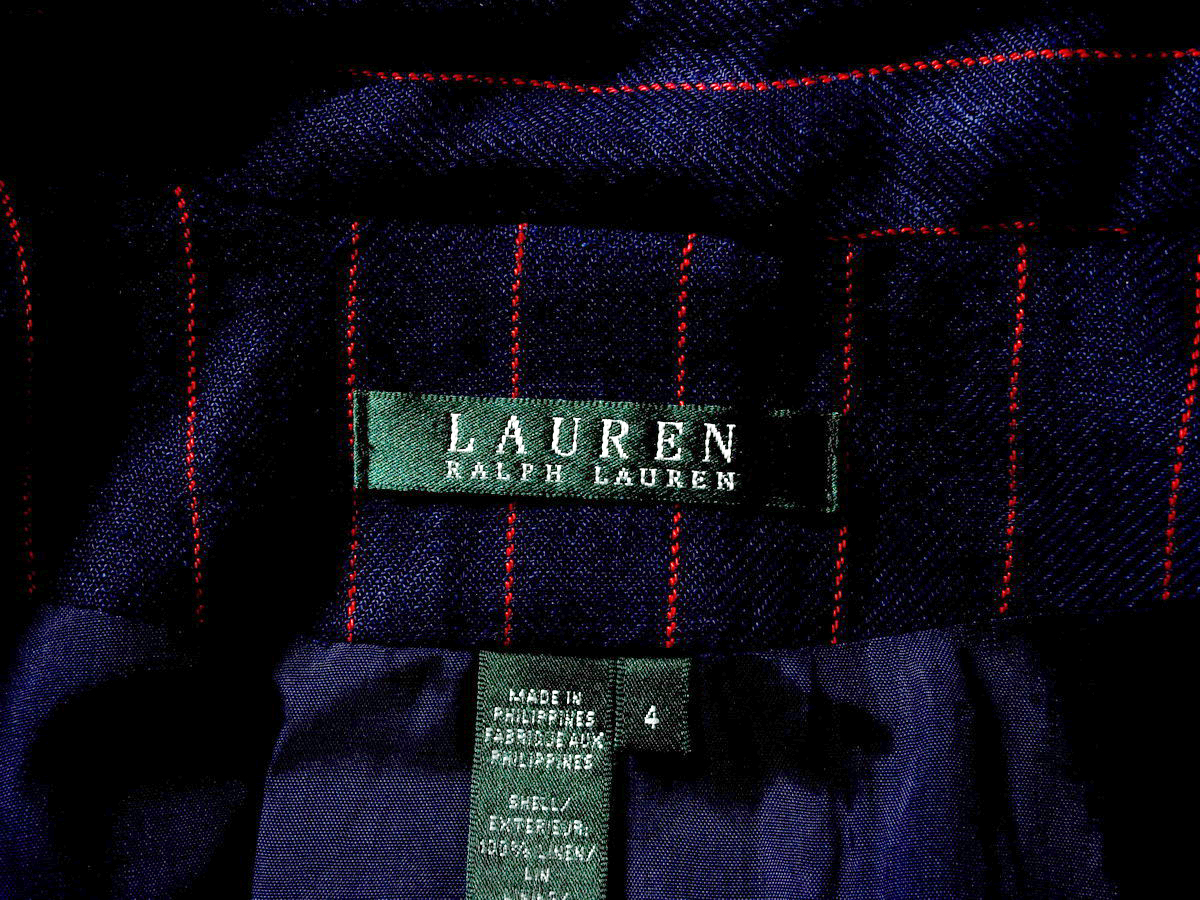 LAUREN
RALPH LAUREN
MADE IN
PHILIPPINES
FABRIQUE AUX
PHILIPPINES
4
SHELL/
EXTERIEUR:
100% LINEN/
LIN